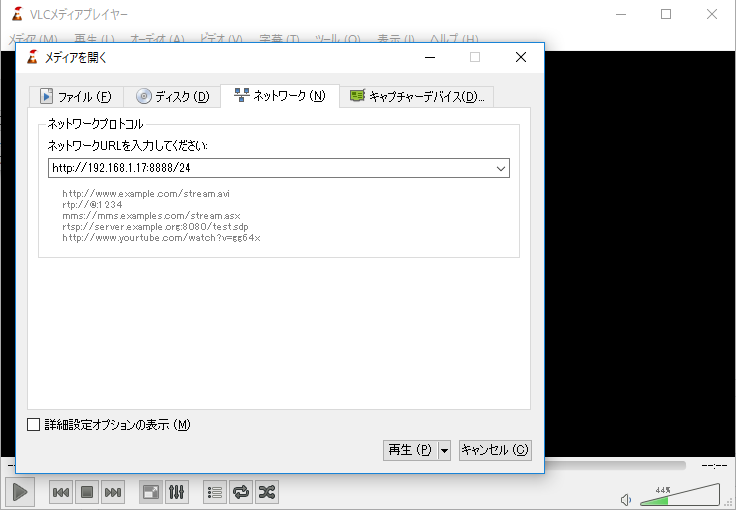 VLCメディアプレイヤー
メディア (M) 再生 (L) オーディオ (A) ビデオ (V) 字幕 (T) ツール (O) 表示 (I) ヘルプ (H)
メディアを開く
ファイル (F) ディスク (D) ネットワーク (N) キャプチャーデバイス(D)...
ネットワークプロトコル
ネットワークURLを入力してください:
http://192.168.1.17:8888/24
http://www.example.com/stream.avi
rtp://@:1234
mms://mms.examples.com/stream.asx
rtsp://server.example.org:8080/test.sdp
http://www.yourtube.com/watch?v=gg64x
詳細設定オプションの表示 (M)
再生 (P) キャンセル (C)
--:--
44%